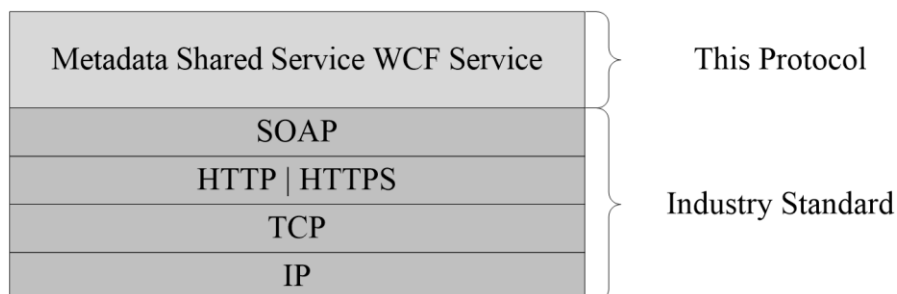 Metadata Shared Service WCF Service
This Protocol
SOAP
HTTP | HTTPS
Industry Standard
TCP
IP